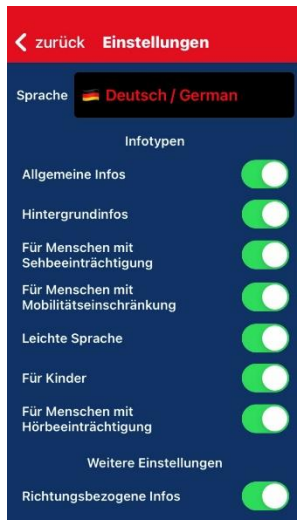 zurück Einstellungen
Sprache Deutsch / German
Infotypen
Allgemeine Infos
Hintergrundinfos
Für Menschen mit
Sehbeeinträchtigung
Für Menschen mit
Mobilitätseinschränkung
Leichte Sprache
Für Kinder
Für Menschen mit
Hörbeeinträchtigung
Weitere Einstellungen
Richtungsbezogene Infos